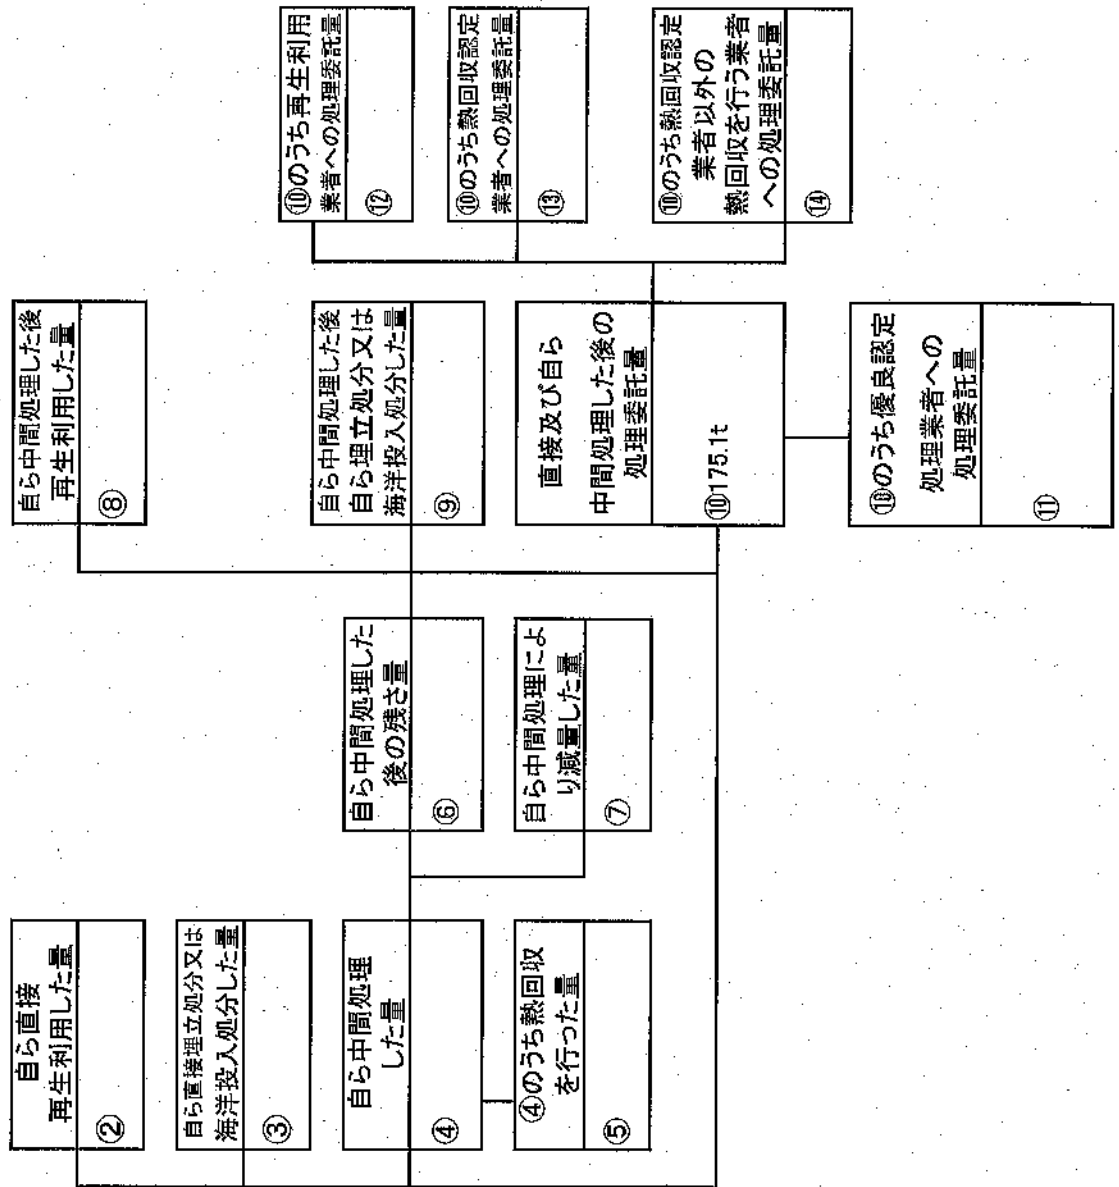 自ら直接
再生利用した量
②
自ら直接埋立処分又は
海洋投入処分した量
③
自ら中間処理
した量
④
④のうち熱回収
を行った量
⑤
自ら中間処理した
後の残さ量
⑥
自ら中間処理によ
り減量した量
⑦
自ら中間処理した後
再生利用した量
⑧
自ら中間処理した後
自ら埋立処分又は
海洋投入処分した量
⑨
直接及び自ら
中間処理した後の
処理委託量
⑩175.1t
⑩のうち優良認定
処理業者への
処理委託量
⑪
⑩のうち再生利用
業者への処理委託量
⑫
⑩のうち熱回収認定
業者への処理委託量
⑬
⑩のうち熱回収認定
業者以外の
熱回収を行う業者
への処理委託量
⑭